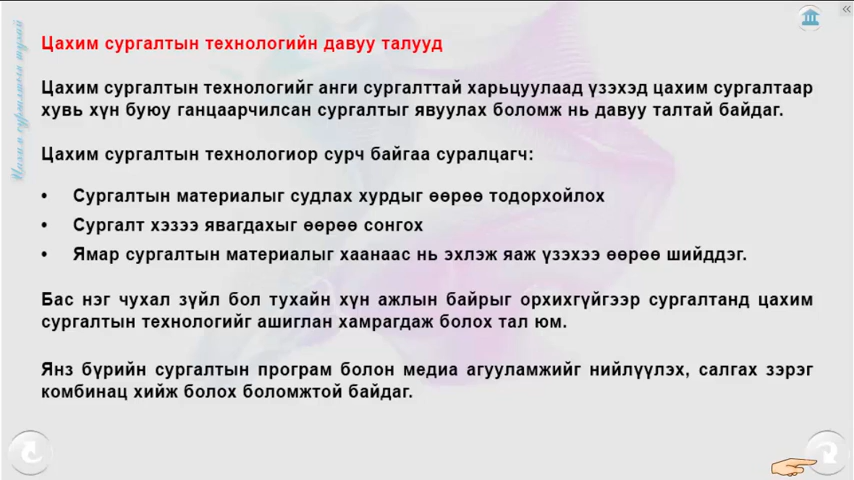 Цахим сургалтын технологийн давуу талууд
Цахим сургалтын технологийг анги сургалттай харьцуулаад үзэхэд цахим сургалтаар
хувь хүн буюу ганцаарчилсан сургалтыг явуулах боломж нь давуу талтай байдаг.
Цахим сургалтын технологиор сурч байгаа суралцагч:
• Сургалтын материалыг судлах хурдыг өөрөө тодорхойлох
• Сургалт хэзээ явагдахыг өөрөө сонгох
• Ямар сургалтын материалыг хаанаас нь эхлэж яаж үзэхээ өөрөө шийддэг.
Бас нэг чухал зүйл бол тухайн хүн ажлын байрыг орхихгүйгээр сургалтанд цахим
сургалтын технологийг ашиглан хамрагдаж болох тал юм.
Янз бүрийн сургалтын програм болон медиа агууламжийг нийлүүлэх, салгах зэрэг
комбинац хийж болох боломжтой байдаг.
Цахим сургалтын тухай